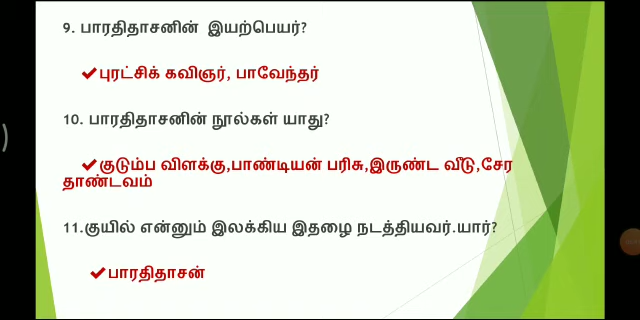 9. பாரதிதாசனின் இயற்பெயர்?
✔புரட்சிக் கவிஞர், பாவேந்தர்
10. பாரதிதாசனின் நூல்கள் யாது?
✔குடும்ப விளக்கு,பாண்டியன் பரிசு,இருண்ட வீடு,சேர
தாண்டவம்
11.குயில் என்னும் இலக்கிய இதழை நடத்தியவர்.யார்?
✔பாரதிதாசன்